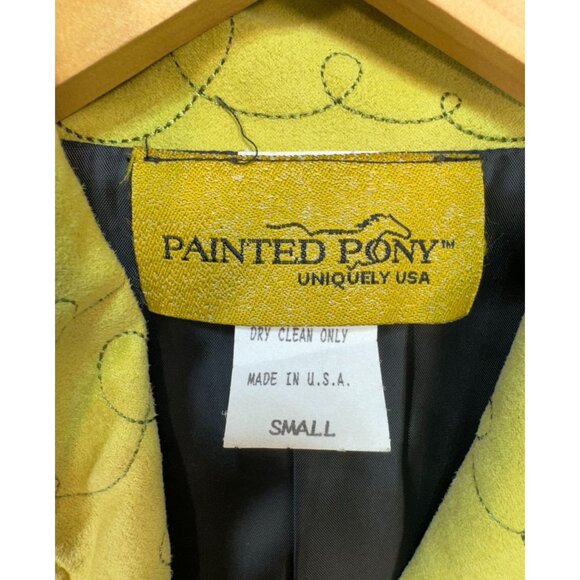 PAINTED PONY™
UNIQUELY USA
DRY CLEAN ONLY
MADE IN U.S.A.
SMALL